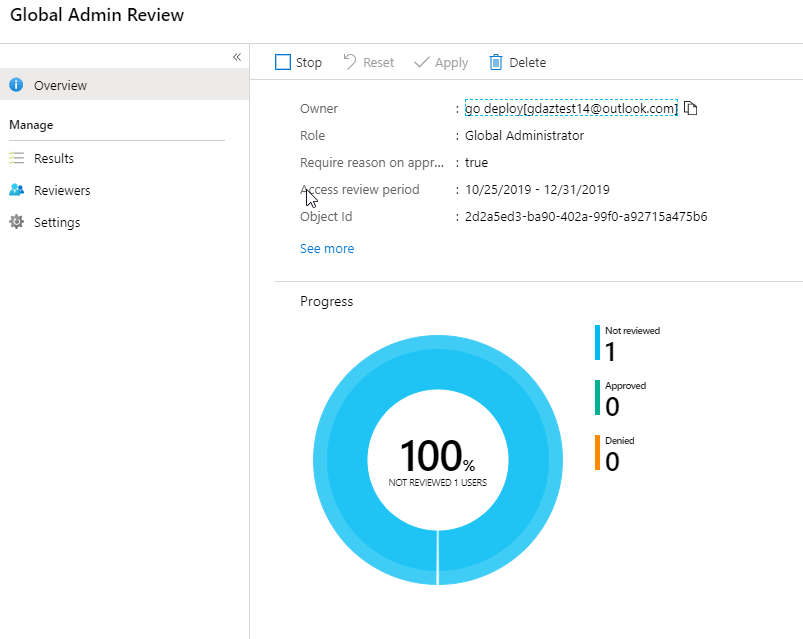 Global Admin Review
«
Stop Reset Apply Delete
Overview
Manage
Results
Reviewers
Settings
Owner : go deploy[gdaztest14@outlook.com]
Role : Global Administrator
Require reason on appr... : true
Access review period : 10/25/2019 - 12/31/2019
Object Id : 2d2a5ed3-ba90-402a-99f0-a92715a475b6
See more
Progress
100%
NOT REVIEWED 1 USERS
Not reviewed
1
Approved
0
Denied
0